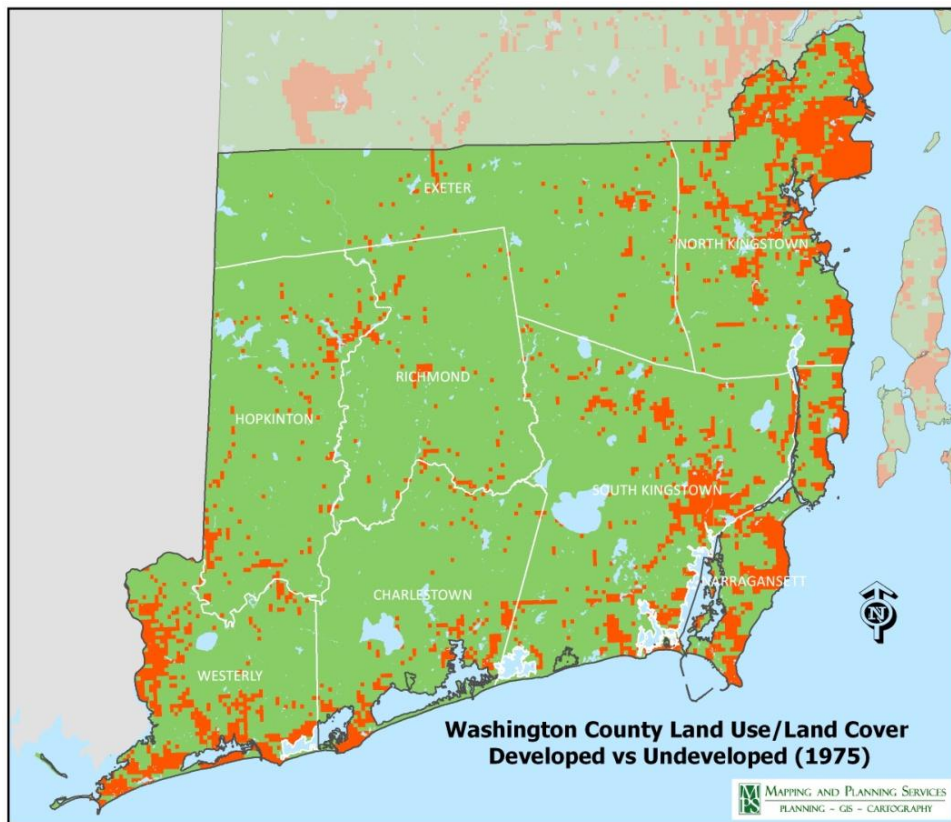 EXETER
NORTH KINGSTOWN
RICHMOND
HOPKINTON
SOUTH KINGSTOWN
NARRAGANSETT
CHARLESTOWN
WESTERLY
N
Washington County Land Use/Land Cover
Developed vs Undeveloped (1975)
MPS
MAPPING AND PLANNING SERVICES
PLANNING - GIS - CARTOGRAPHY